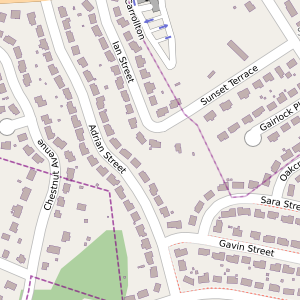 Carrollton
Ian Street
Sunset Terrace
Gairlock Pl
Adrian Street
Chestnut Avenue
Oakcr
Sara Stre
Gavin Street